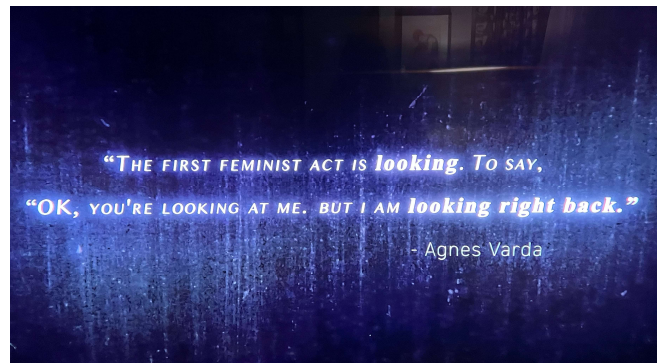 “The first feminist act is looking. To say,
“OK, you're looking at me. but I am looking right back.”
- Agnes Varda